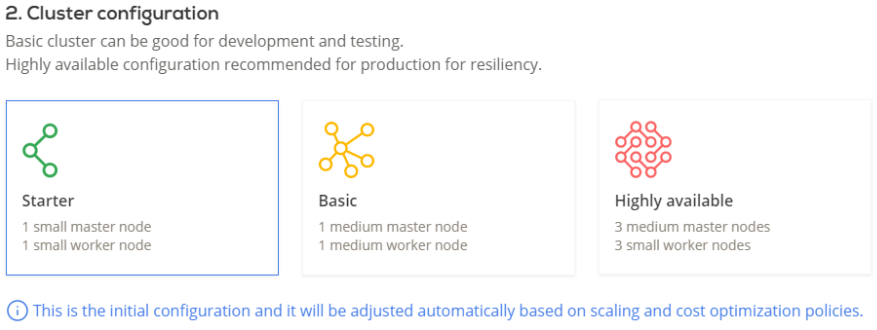 2. Cluster configuration
Basic cluster can be good for development and testing.
Highly available configuration recommended for production for resiliency.
Starter
1 small master node
1 small worker node
Basic
1 medium master node
1 medium worker node
Highly available
3 medium master nodes
3 small worker nodes
This is the initial configuration and it will be adjusted automatically based on scaling and cost optimization policies.